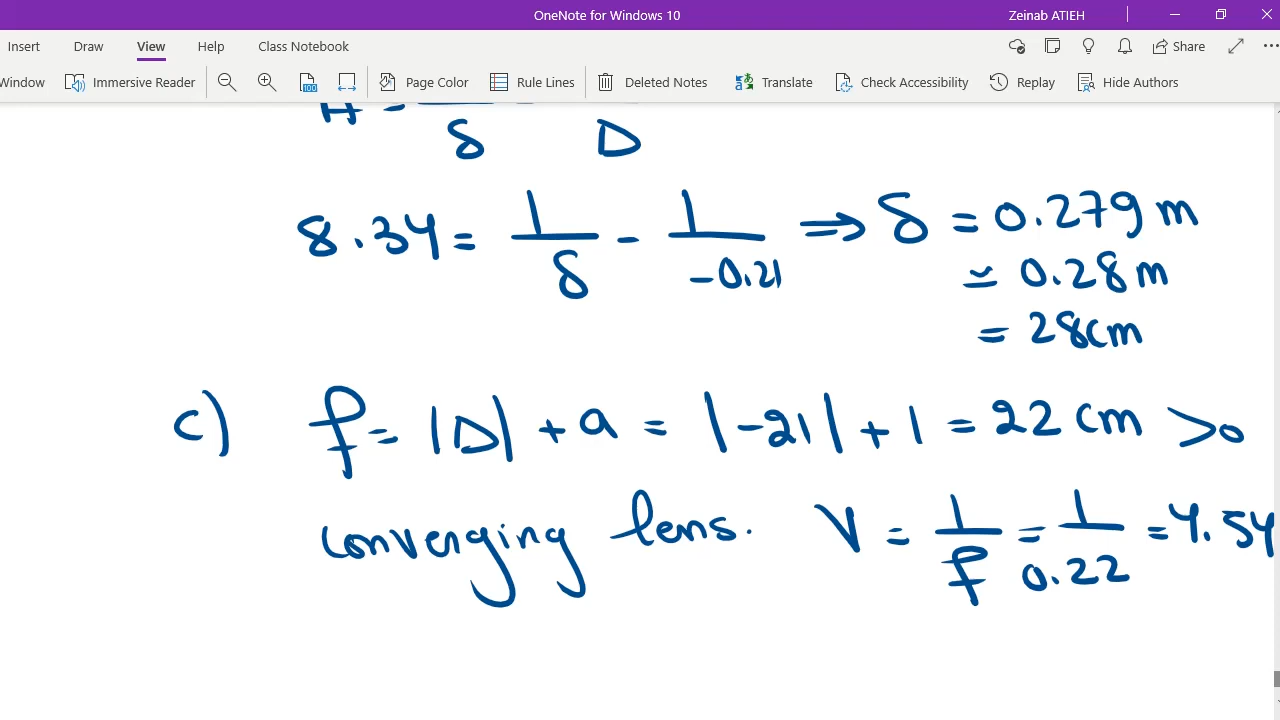 OneNote for Windows 10 Zeinab ATIEH
Insert Draw View Help Class Notebook Share
Window Immersive Reader 100 Page Color Rule Lines Deleted Notes Translate Check Accessibility Replay Hide Authors
A = δ D
8.34 = 1/δ - 1/-0.21 ⇒ δ = 0.279 m
≃ 0.28 m
= 28cm
c) f = |D| + a = |-21| + 1 = 22 cm >0
converging lens. V = 1/f = 1/0.22 = 4.54